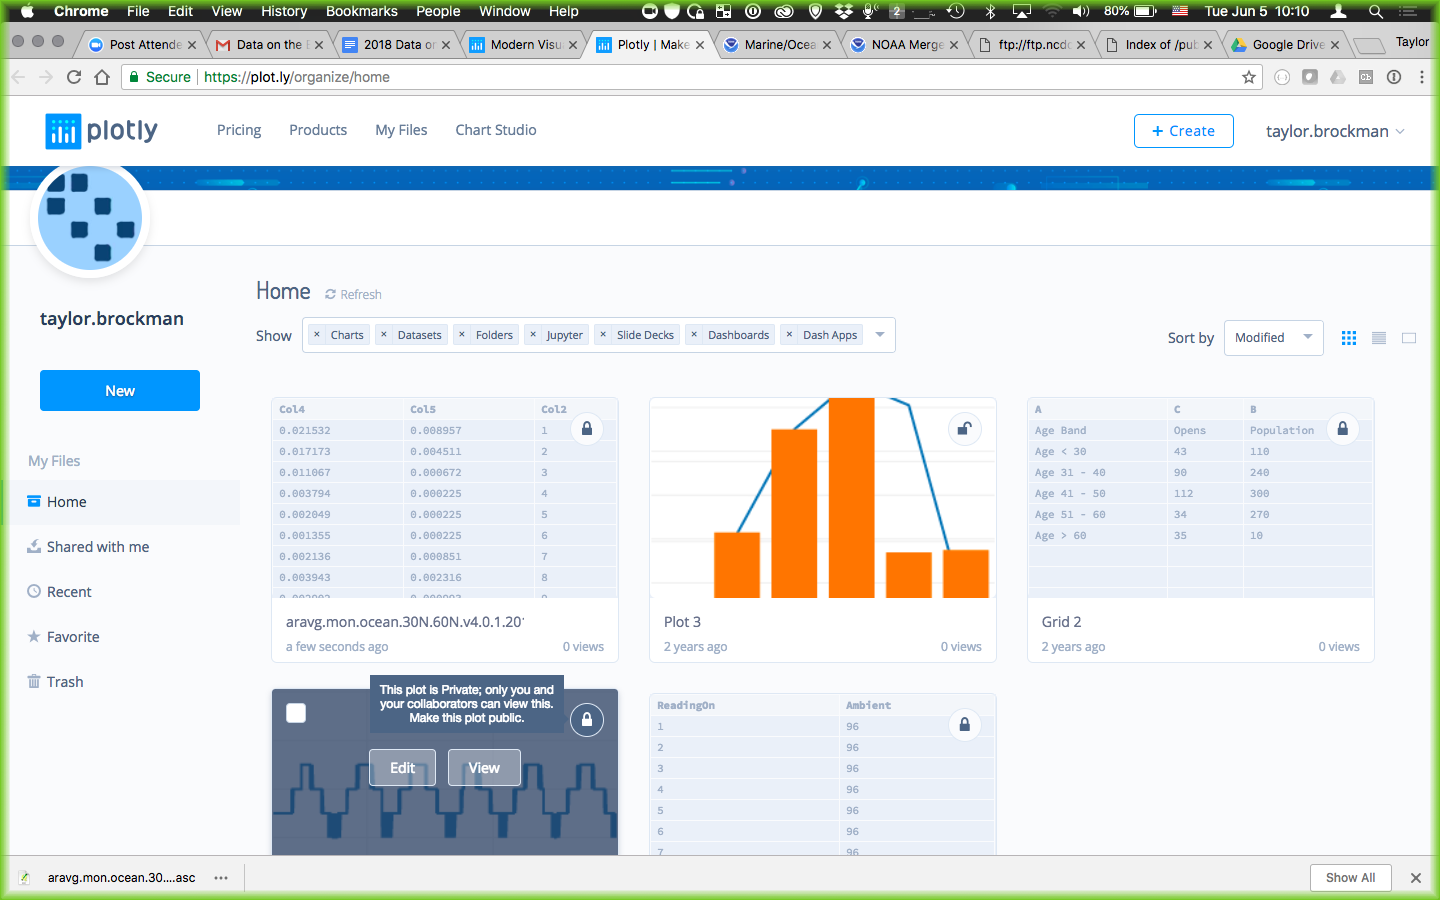 Chrome File Edit View History Bookmarks People Window Help 2 80% Tue Jun 5 10:10
Post Attende Data on the E 2018 Data on Modern Visu Plotly | Make Marine/Ocea NOAA Merge ftp://ftp.ncdc Index of /pub Google Drive Taylor
Secure https://plot.ly/organize/home
plotly Pricing Products My Files Chart Studio + Create taylor.brockman
Home Refresh
taylor.brockman
Show × Charts × Datasets × Folders × Jupyter × Slide Decks × Dashboards × Dash Apps Sort by Modified
New
My Files
Home
Shared with me
Recent
Favorite
Trash
Col4 Col5 Col2
0.021532 0.008957 1
0.017173 0.004511 2
0.011067 0.000672 3
0.003794 0.000225 4
0.002049 0.000225 5
0.001355 0.000225 6
0.002136 0.000851 7
0.003943 0.002316 8
aravg.mon.ocean.30N.60N.v4.0.1.20
a few seconds ago 0 views
Plot 3
2 years ago 0 views
A C B
Age Band Opens Population
Age < 30 43 110
Age 31 - 40 90 240
Age 41 - 50 112 300
Age 51 - 60 34 270
Age > 60 35 10
Grid 2
2 years ago 0 views
This plot is Private; only you and
your collaborators can view this.
Make this plot public.
Edit View
ReadingOn Ambient
1 96
2 96
3 96
4 96
5 96
6 96
7 96
aravg.mon.ocean.30....asc Show All